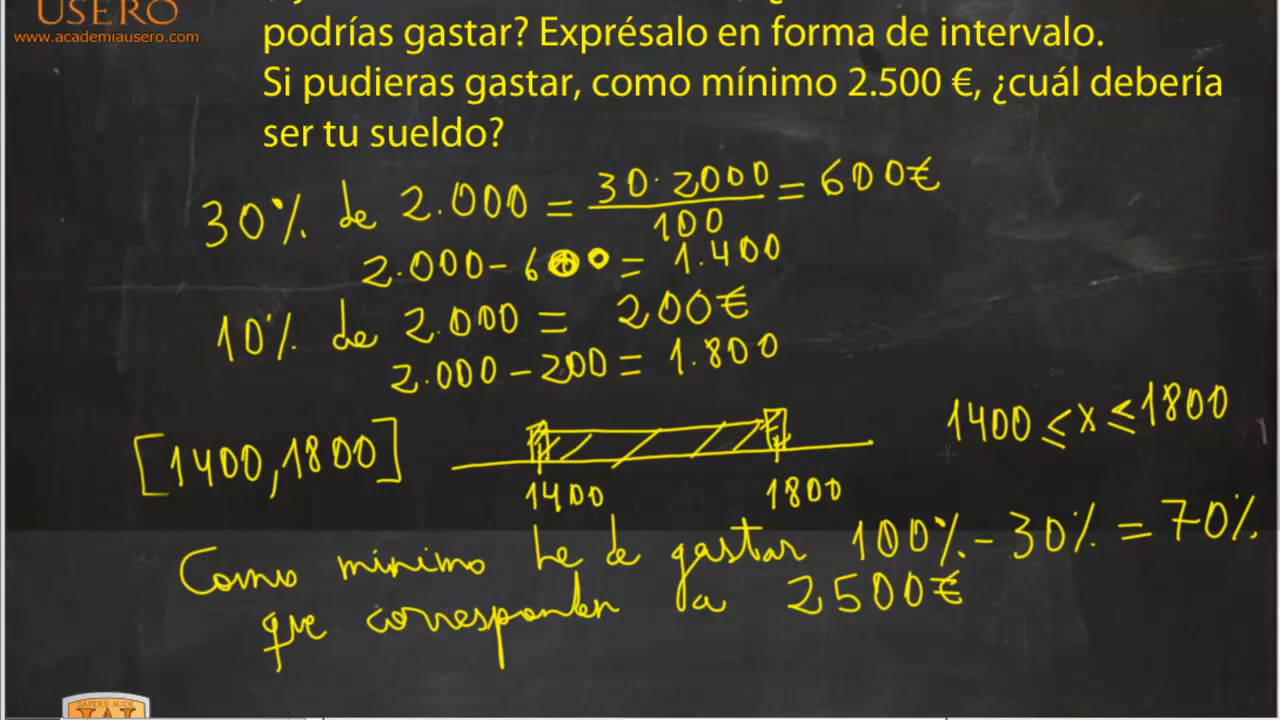 USERO
www.academiausero.com
podrías gastar? Exprésalo en forma de intervalo.
Si pudieras gastar, como mínimo 2.500 €, ¿cuál debería
ser tu sueldo?
30% de 2.000 = 30·2000/100 = 600€
2.000-600 = 1.400
10% de 2.000 = 200€
2.000-200 = 1.800
[1400,1800]
1400 1800
1400 ≤ x ≤ 1800
Como mínimo he de gastar 100% - 30% = 70%.
que corresponden a 2500€
SAPERE AUDE